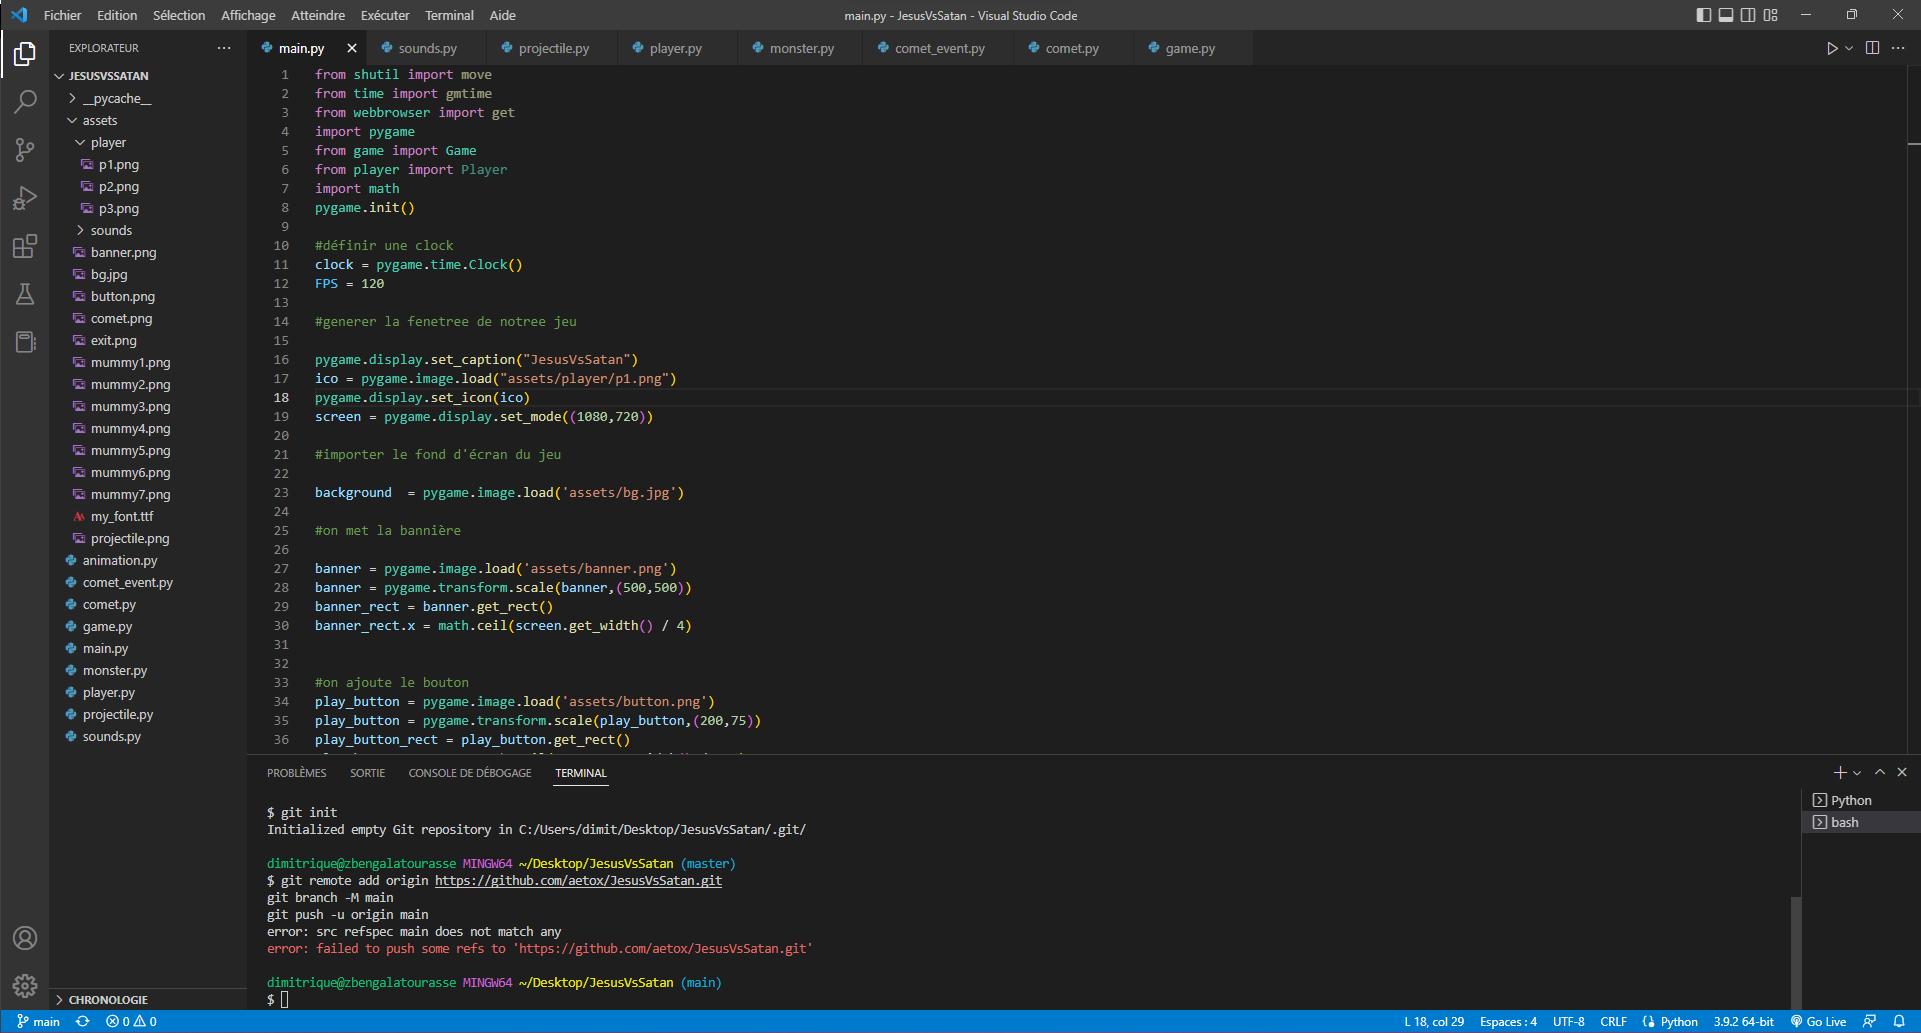 Fichier Edition Sélection Affichage Atteindre Exécuter Terminal Aide
main.py - JesusVsSatan - Visual Studio Code
EXPLORATEUR
JESUSVSSATAN
__pycache__
assets
player
p1.png
p2.png
p3.png
sounds
banner.png
bg.jpg
button.png
comet.png
exit.png
mummy1.png
mummy2.png
mummy3.png
mummy4.png
mummy5.png
mummy6.png
mummy7.png
my_font.ttf
projectile.png
animation.py
comet_event.py
comet.py
game.py
main.py
monster.py
player.py
projectile.py
sounds.py
CHRONOLOGIE
main.py sounds.py projectile.py player.py monster.py comet_event.py comet.py game.py
1 from shutil import move
2 from time import gmtime
3 from webbrowser import get
4 import pygame
5 from game import Game
6 from player import Player
7 import math
8 pygame.init()
9
10 #définir une clock
11 clock = pygame.time.Clock()
12 FPS = 120
13
14 #generer la fenetree de notree jeu
15
16 pygame.display.set_caption("JesusVsSatan")
17 ico = pygame.image.load("assets/player/p1.png")
18 pygame.display.set_icon(ico)
19 screen = pygame.display.set_mode((1080,720))
20
21 #importer le fond d'écran du jeu
22
23 background  = pygame.image.load('assets/bg.jpg')
24
25 #on met la bannière
26
27 banner = pygame.image.load('assets/banner.png')
28 banner = pygame.transform.scale(banner,(500,500))
29 banner_rect = banner.get_rect()
30 banner_rect.x = math.ceil(screen.get_width() / 4)
31
32
33 #on ajoute le bouton
34 play_button = pygame.image.load('assets/button.png')
35 play_button = pygame.transform.scale(play_button,(200,75))
36 play_button_rect = play_button.get_rect()
PROBLÈMES SORTIE CONSOLE DE DÉBOGAGE TERMINAL
$ git init
Initialized empty Git repository in C:/Users/dimit/Desktop/JesusVsSatan/.git/
dimitrique@zbengalatourasse MINGW64 ~/Desktop/JesusVsSatan (master)
$ git remote add origin https://github.com/aetox/JesusVsSatan.git
git branch -M main
git push -u origin main
error: src refspec main does not match any
error: failed to push some refs to 'https://github.com/aetox/JesusVsSatan.git'
dimitrique@zbengalatourasse MINGW64 ~/Desktop/JesusVsSatan (main)
$
Python
bash
main 0 0 L 18, col 29 Espaces : 4 UTF-8 CRLF Python 3.9.2 64-bit Go Live